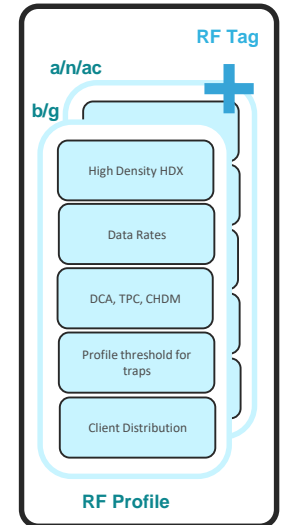 RF Tag
a/n/ac
b/g
High Density HDX
Data Rates
DCA, TPC, CHDM
Profile threshold for
traps
Client Distribution
RF Profile